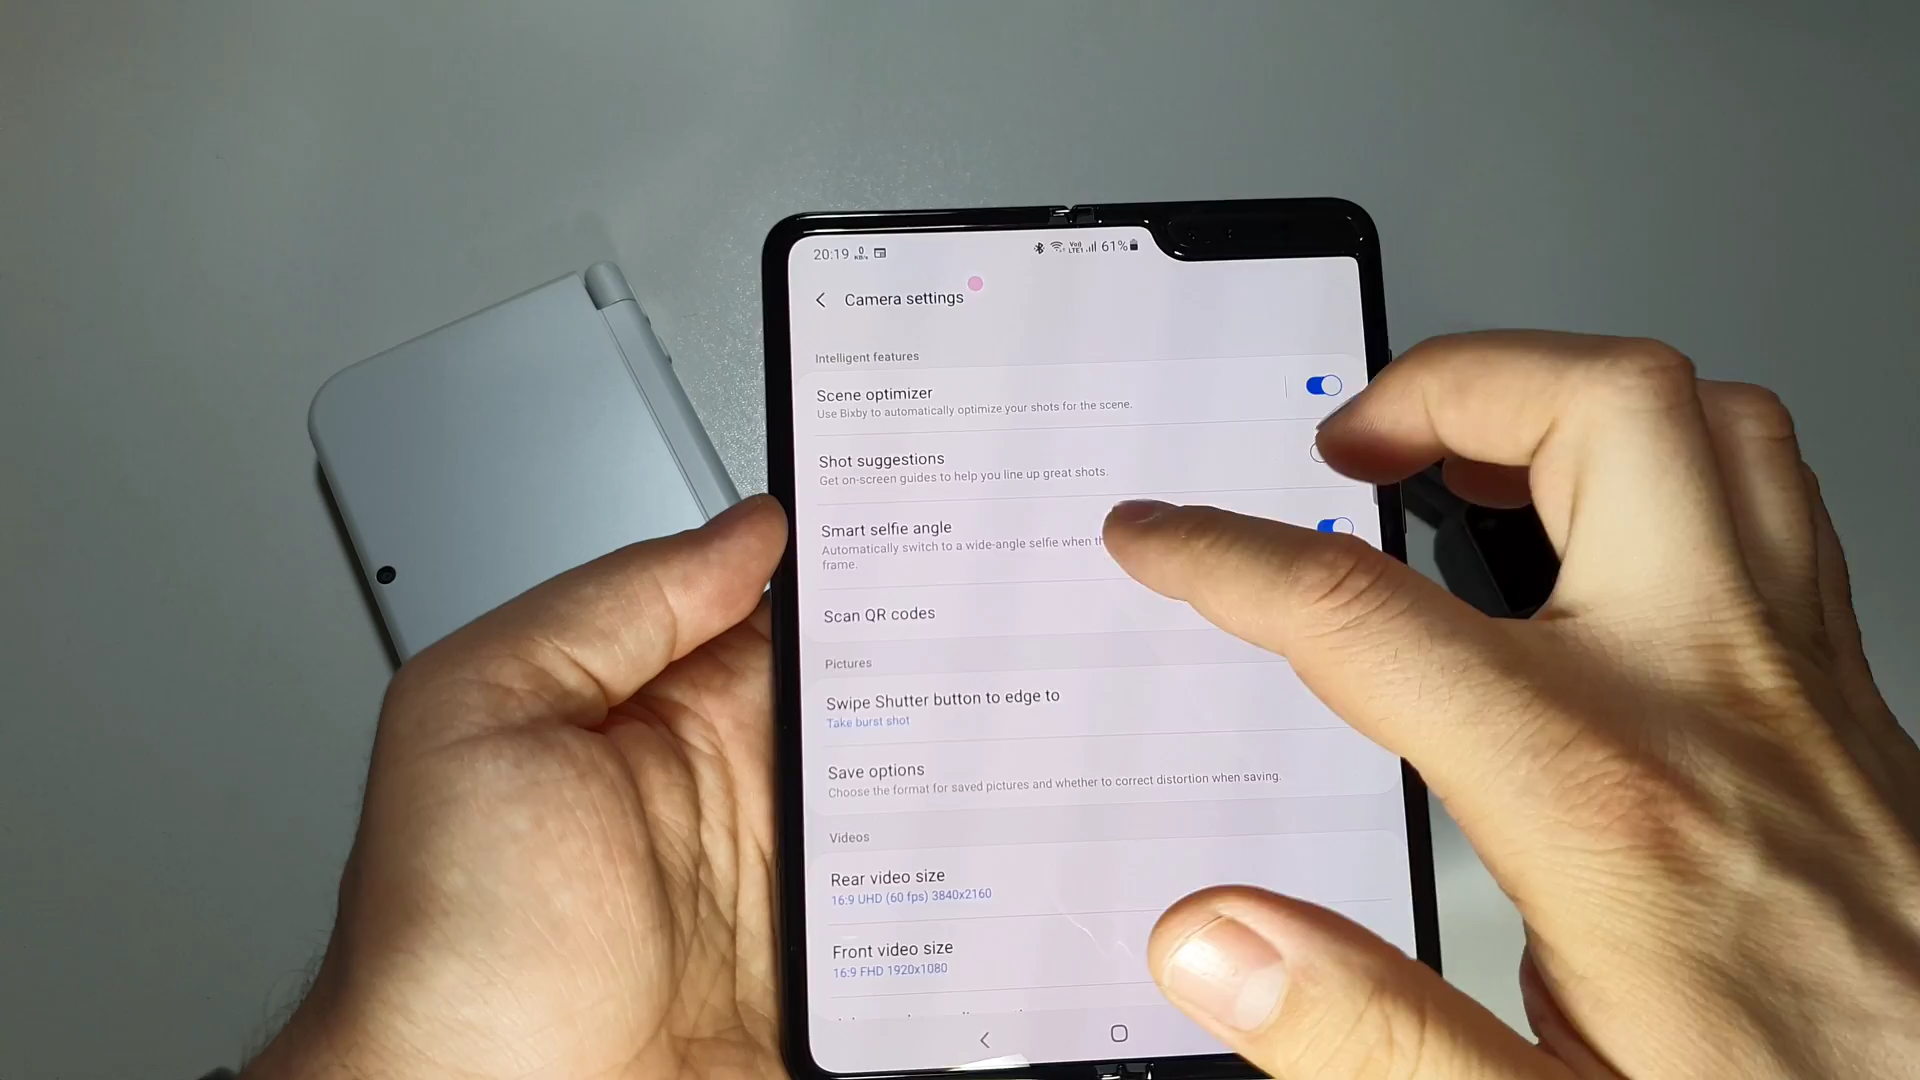 20:19
61%
Camera settings
Intelligent features
Scene optimizer
Use Bixby to automatically optimize your shots for the scene.
Shot suggestions
Get on-screen guides to help you line up great shots.
Smart selfie angle
Automatically switch to a wide-angle selfie when
frame.
Scan QR codes
Pictures
Swipe Shutter button to edge to
Take burst shot
Save options
Choose the format for saved pictures and whether to correct distortion when saving.
Videos
Rear video size
16:9 UHD (60 fps) 3840x2160
Front video size
16:9 FHD 1920x1080